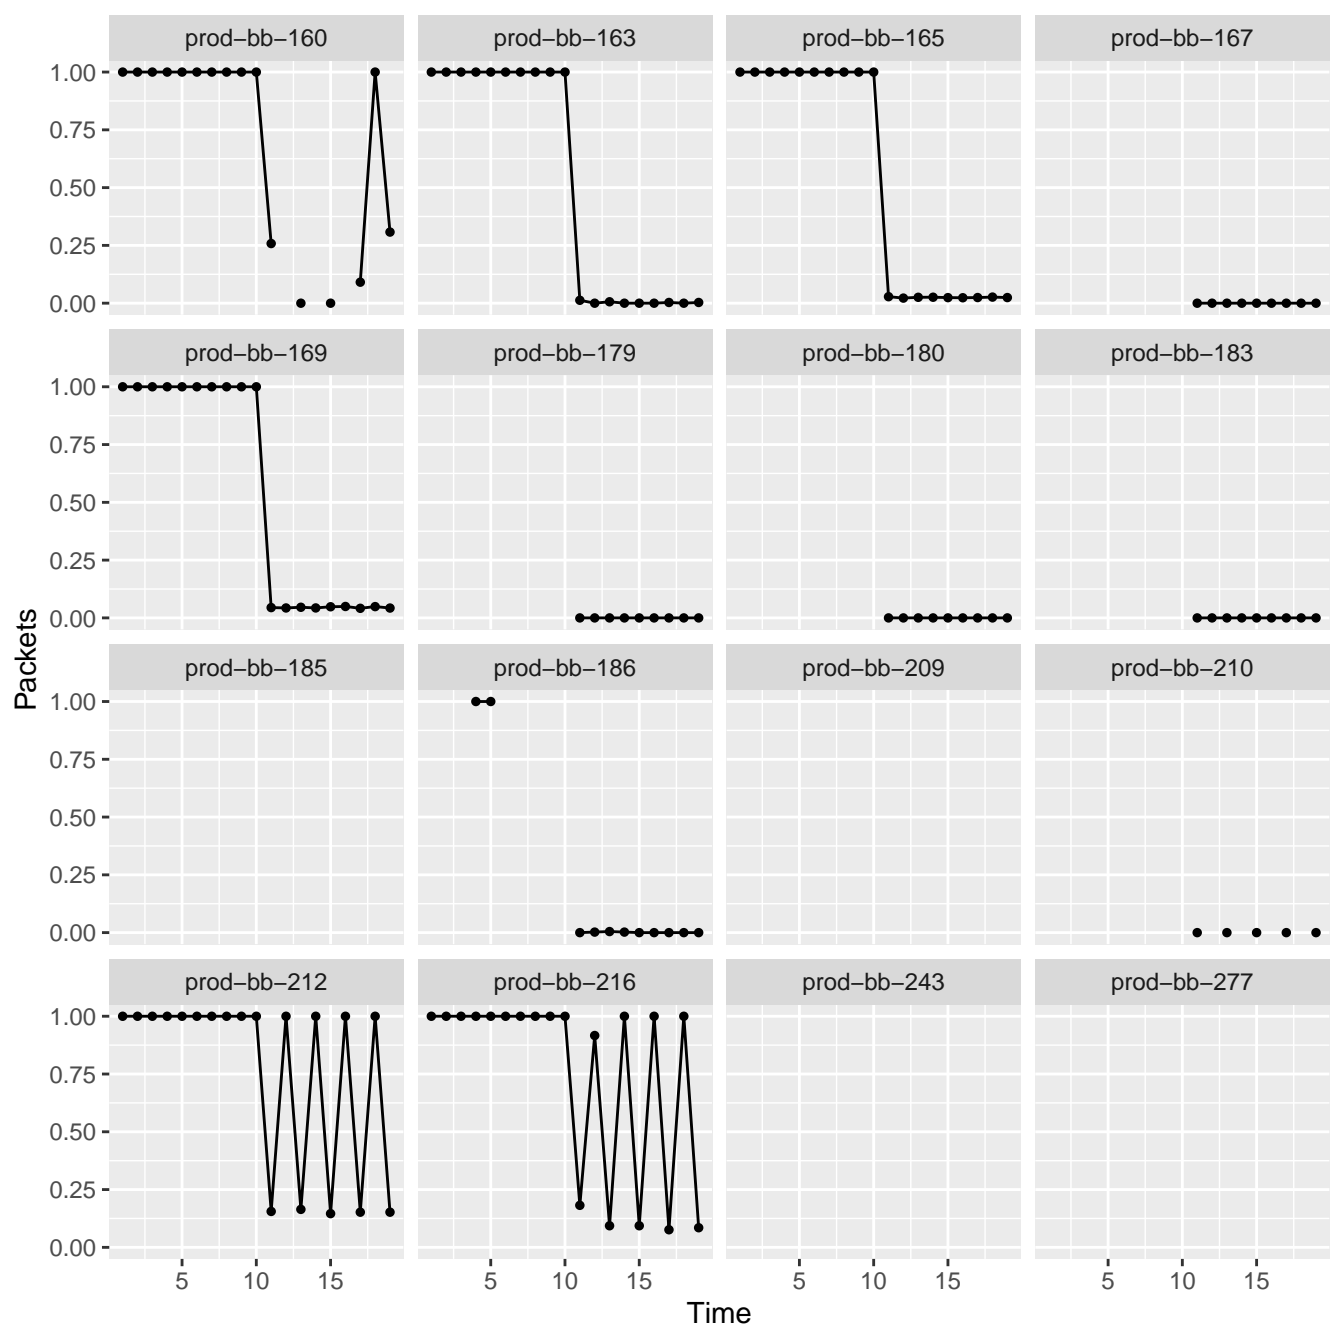 prod−bb−160 prod−bb−163 prod−bb−165 prod−bb−167
1.00
0.75
0.50
0.25
0.00
prod−bb−169 prod−bb−179 prod−bb−180 prod−bb−183
1.00
0.75
0.50
0.25
0.00
Packets
prod−bb−185 prod−bb−186 prod−bb−209 prod−bb−210
1.00
0.75
0.50
0.25
0.00
prod−bb−212 prod−bb−216 prod−bb−243 prod−bb−277
1.00
0.75
0.50
0.25
0.00
5 10 15 5 10 15 5 10 15 5 10 15
Time